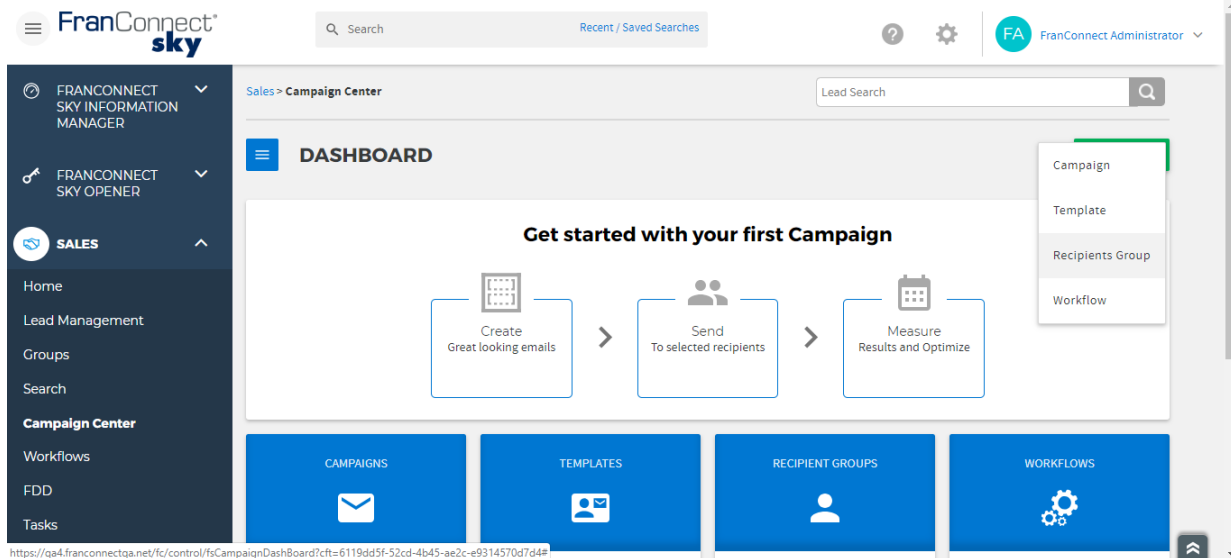 FranConnect
sky
Search
Recent / Saved Searches
?
FA
FranConnect Administrator
FRANCONNECT
SKY INFORMATION
MANAGER
FRANCONNECT
SKY OPENER
SALES
Home
Lead Management
Groups
Search
Campaign Center
Workflows
FDD
Tasks
Sales > Campaign Center
Lead Search
DASHBOARD
Campaign
Template
Recipients Group
Workflow
Get started with your first Campaign
Create
Great looking emails
Send
To selected recipients
Measure
Results and Optimize
CAMPAIGNS
TEMPLATES
RECIPIENT GROUPS
WORKFLOWS
https://qa4.franconnectqa.net/fc/control/fsCampaignDashBoard?cft=6119dd5f-52cd-4b45-ae2c-e9314570d7d4#